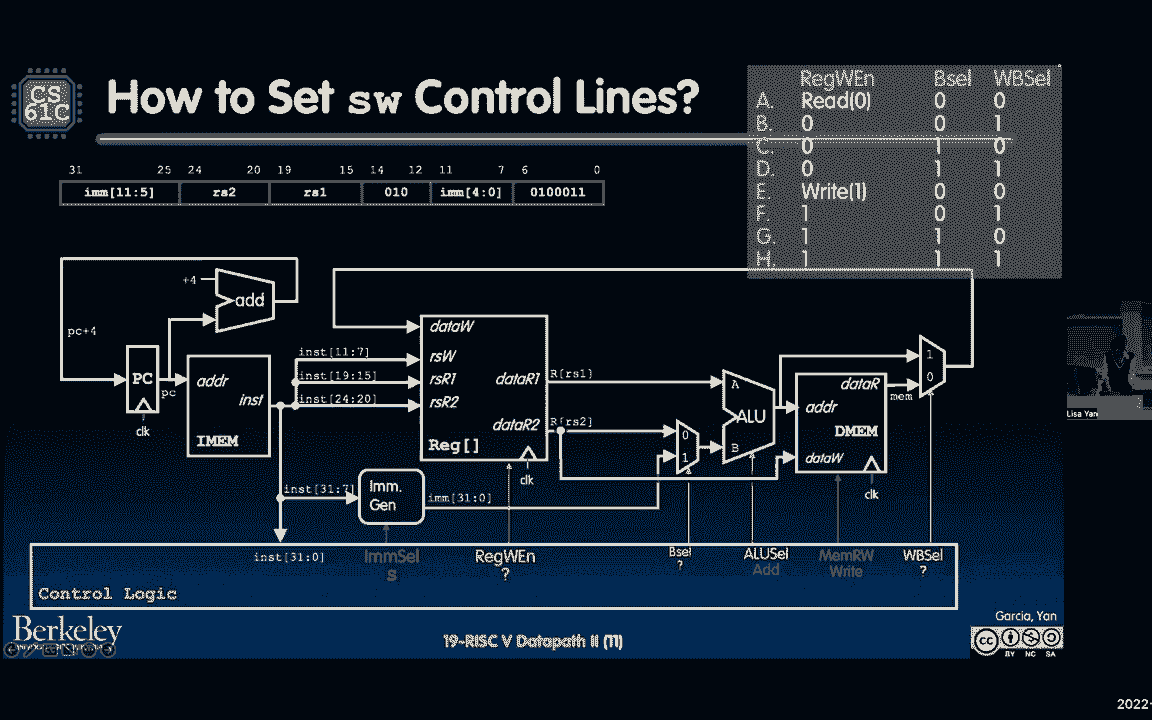 CS
61C
How to Set sw Control Lines?
RegWEn Bsel WBSel
A. Read(0) 0 0
B. 0 0 1
C. 0 1 0
D. 0 1 1
E. Write(1) 0 0
F. 1 0 1
G. 1 1 0
H. 1 1 1
31 25 24 20 19 15 14 12 11 7 6 0
imm[11:5] rs2 rs1 010 imm[4:0] 0100011
+4
add
pc+4
PC
pc
clk
addr
inst
IMEM
inst[11:7]
inst[19:15]
inst[24:20]
inst[31:7]
dataW
rsW
rsR1
rsR2
dataR1
dataR2
Reg[]
clk
R[rs1]
R[rs2]
Imm.
Gen
imm[31:0]
0
1
A
ALU
B
addr
dataR
DMEM
dataW
clk
mem
1
0
Lisa Yan
inst[31:0]
ImmSel
S
RegWEn
?
Bsel
?
ALUSel
Add
MemRW
Write
WBSel
?
Control Logic
Berkeley
19-RISC V Datapath II (11)
Garcia, Yan
cc
BY NC SA
2022-